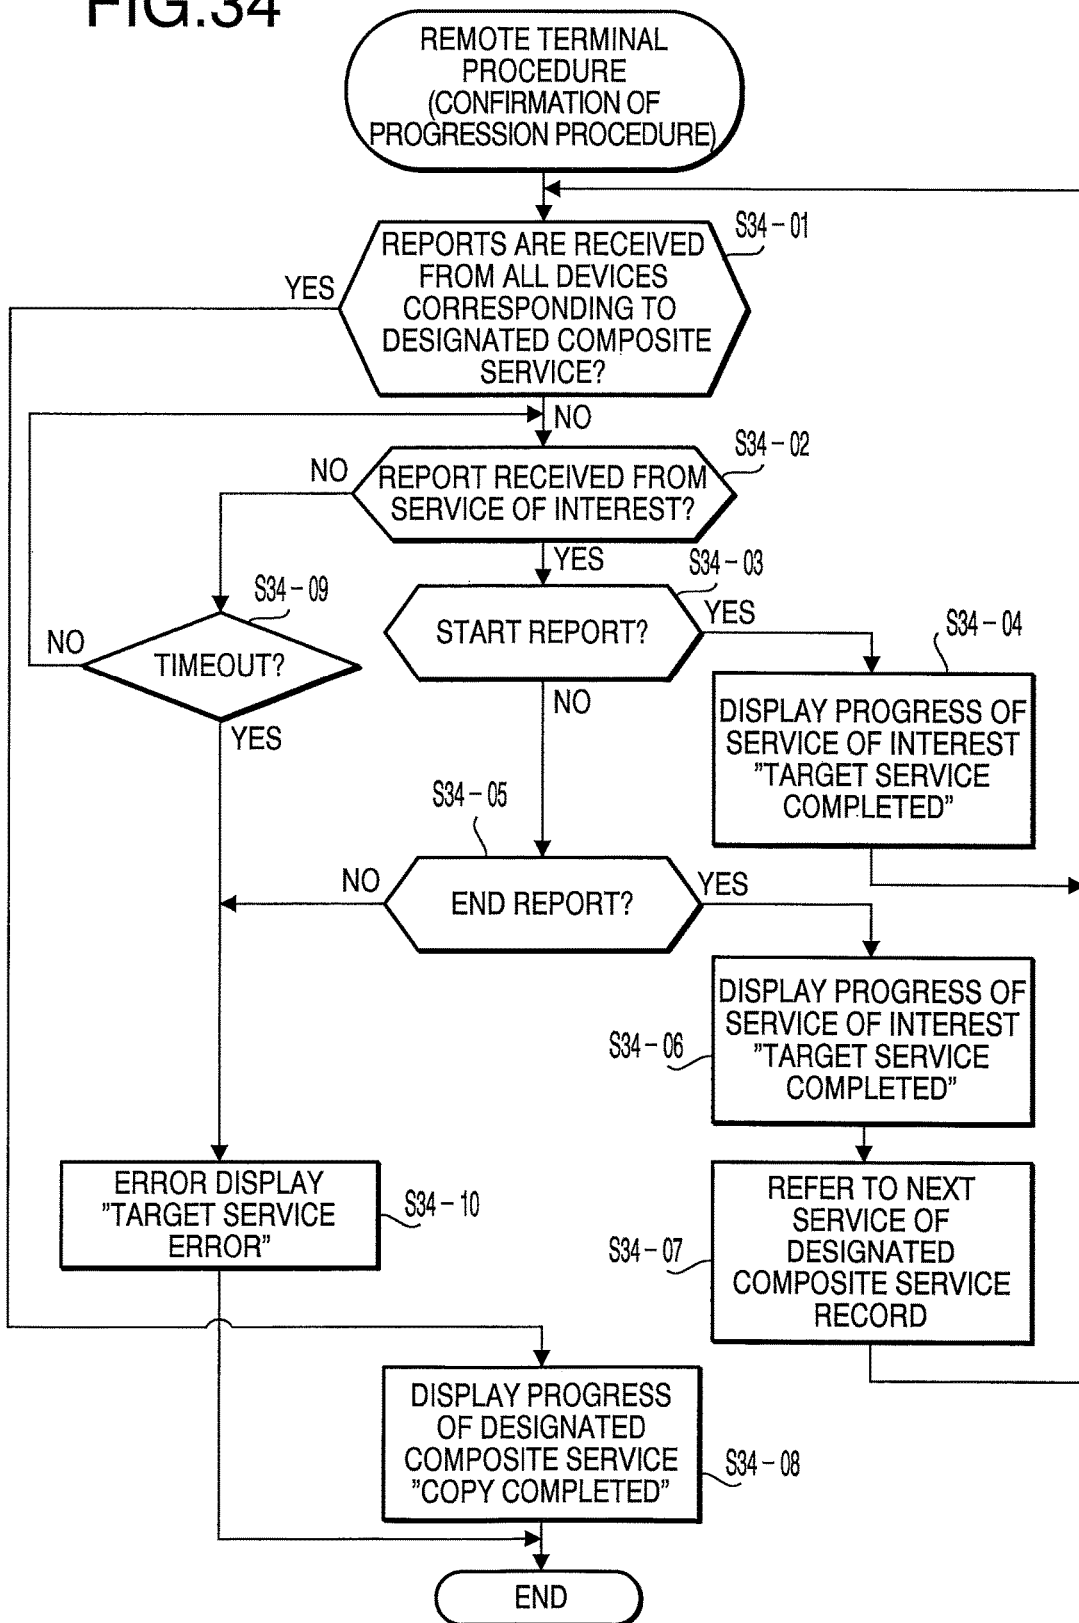 FIG.34
REMOTE TERMINAL
PROCEDURE
(CONFIRMATION OF
PROGRESSION PROCEDURE)
S34-01
REPORTS ARE RECEIVED
FROM ALL DEVICES
CORRESPONDING TO
DESIGNATED COMPOSITE
SERVICE?
YES
NO
S34-02
REPORT RECEIVED FROM
SERVICE OF INTEREST?
NO
YES
S34-03
START REPORT?
YES
NO
S34-09
TIMEOUT?
NO
YES
S34-04
DISPLAY PROGRESS OF
SERVICE OF INTEREST
"TARGET SERVICE
COMPLETED"
S34-05
END REPORT?
NO
YES
S34-06
DISPLAY PROGRESS OF
SERVICE OF INTEREST
"TARGET SERVICE
COMPLETED"
S34-07
REFER TO NEXT
SERVICE OF
DESIGNATED
COMPOSITE SERVICE
RECORD
ERROR DISPLAY
"TARGET SERVICE
ERROR"
S34-10
DISPLAY PROGRESS
OF DESIGNATED
COMPOSITE SERVICE
"COPY COMPLETED"
S34-08
END